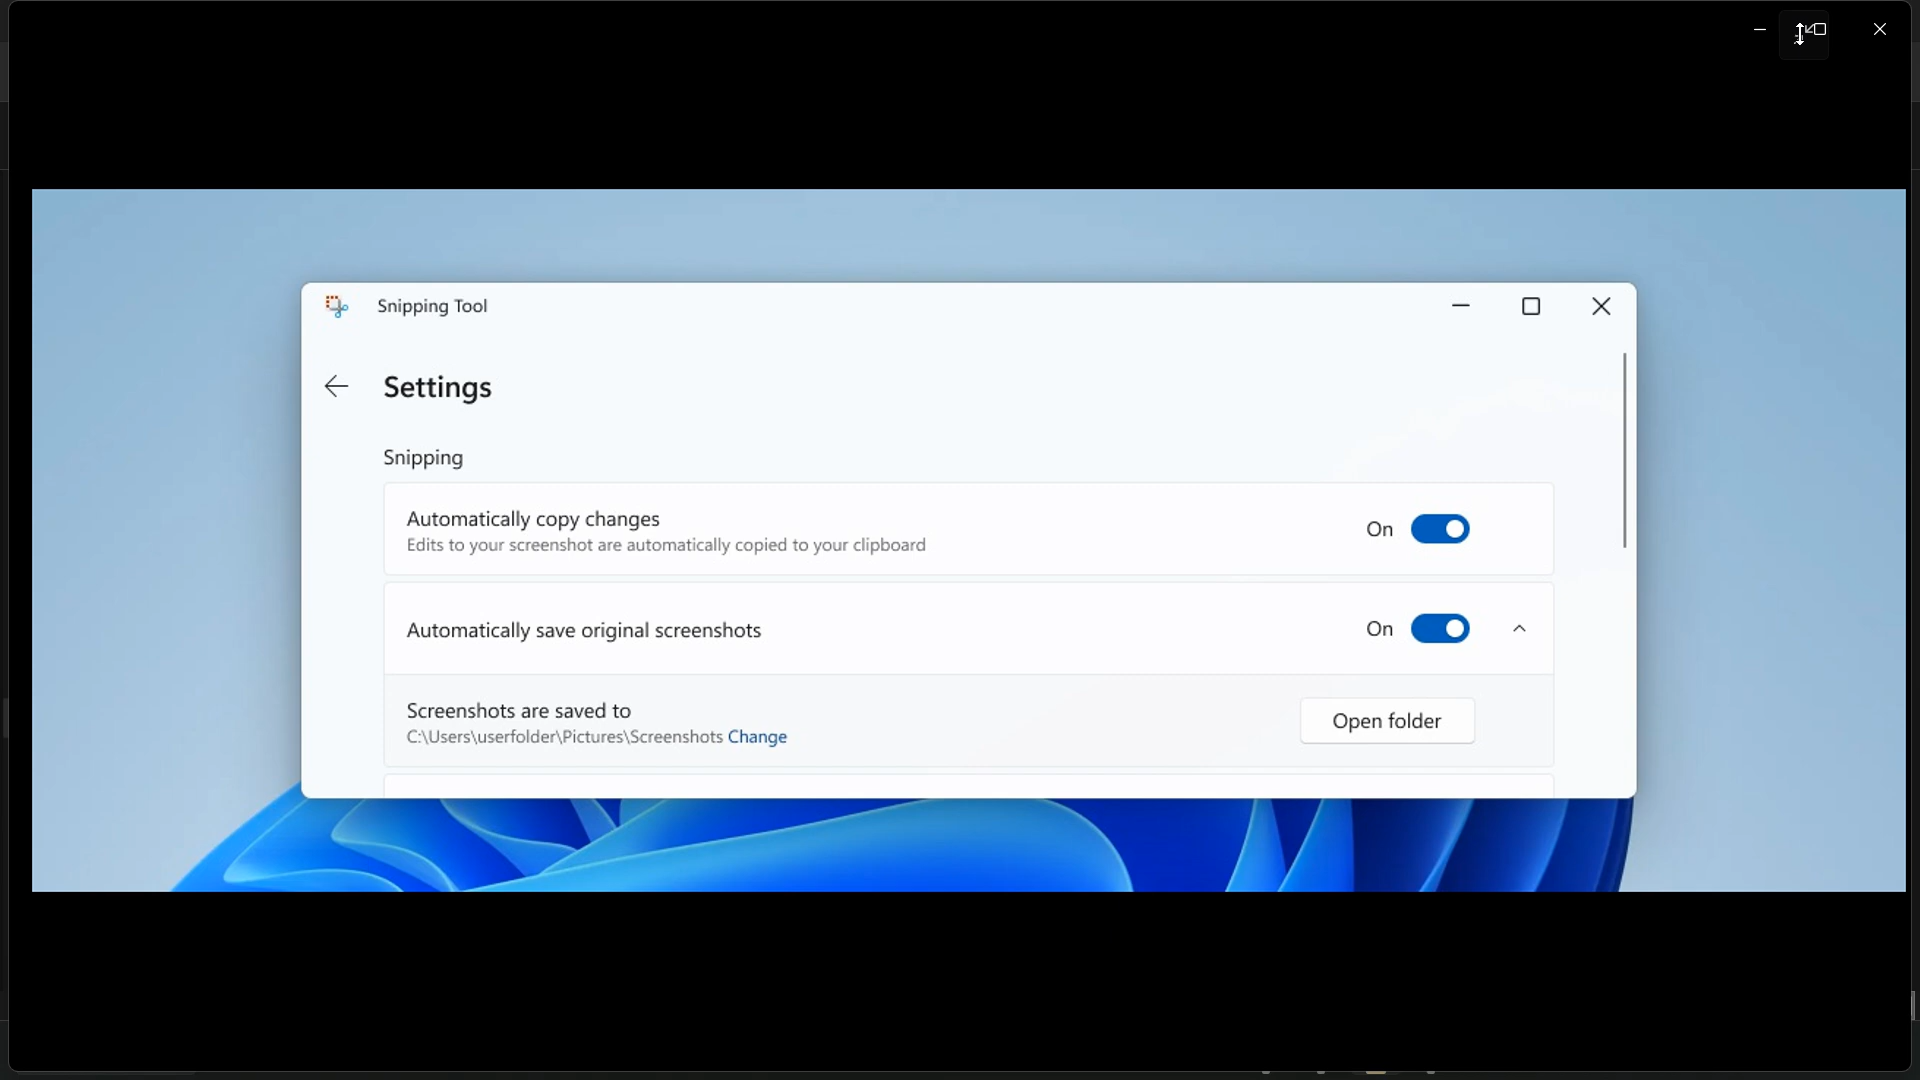 Snipping Tool
Settings
Snipping
Automatically copy changes
On
Edits to your screenshot are automatically copied to your clipboard
Automatically save original screenshots
On
Screenshots are saved to
Open folder
C:\Users\userfolder\Pictures\Screenshots Change